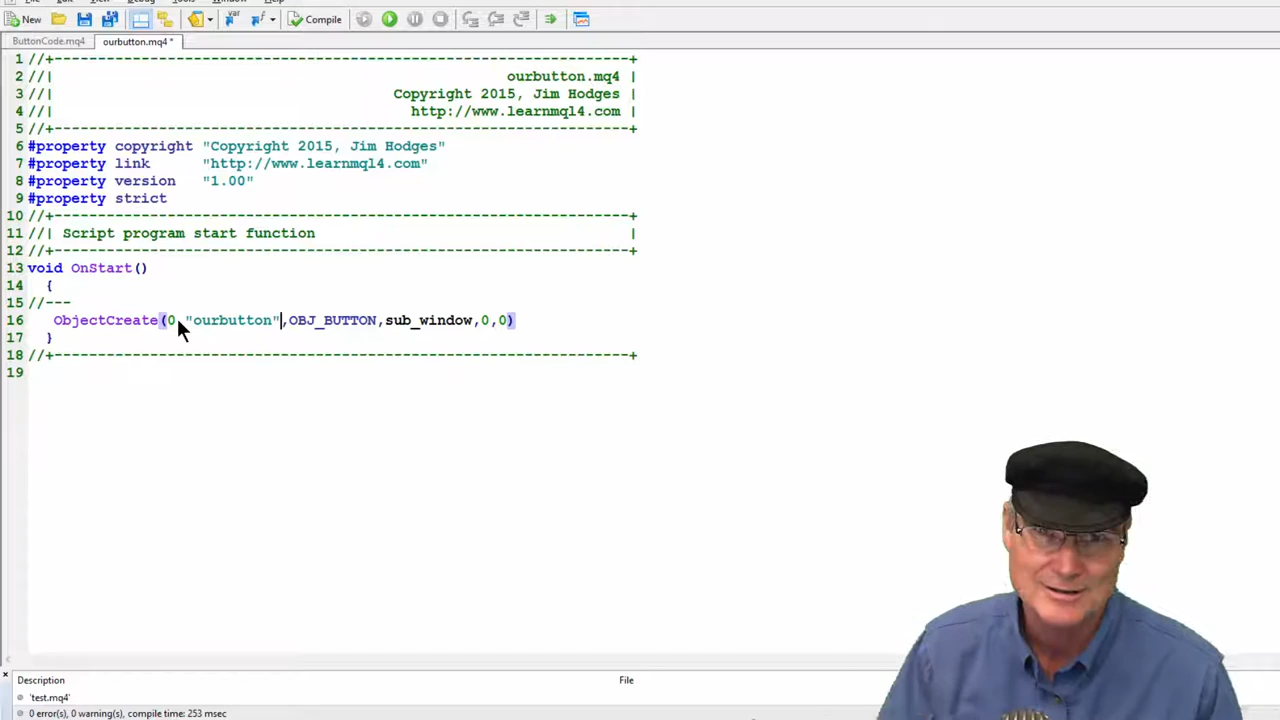 New Compile
ButtonCode.mq4 ourbutton.mq4 *
1 //+------------------------------------------------------------------+
2 //| ourbutton.mq4 |
3 //| Copyright 2015, Jim Hodges |
4 //| http://www.learnmql4.com |
5 //+------------------------------------------------------------------+
6 #property copyright "Copyright 2015, Jim Hodges"
7 #property link "http://www.learnmql4.com"
8 #property version "1.00"
9 #property strict
10 //+------------------------------------------------------------------+
11 //| Script program start function |
12 //+------------------------------------------------------------------+
13 void OnStart()
14 {
15 //---
16 ObjectCreate(0,"ourbutton",OBJ_BUTTON,sub_window,0,0)
17 }
18 //+------------------------------------------------------------------+
19
Description File
'test.mq4'
0 error(s), 0 warning(s), compile time: 253 msec